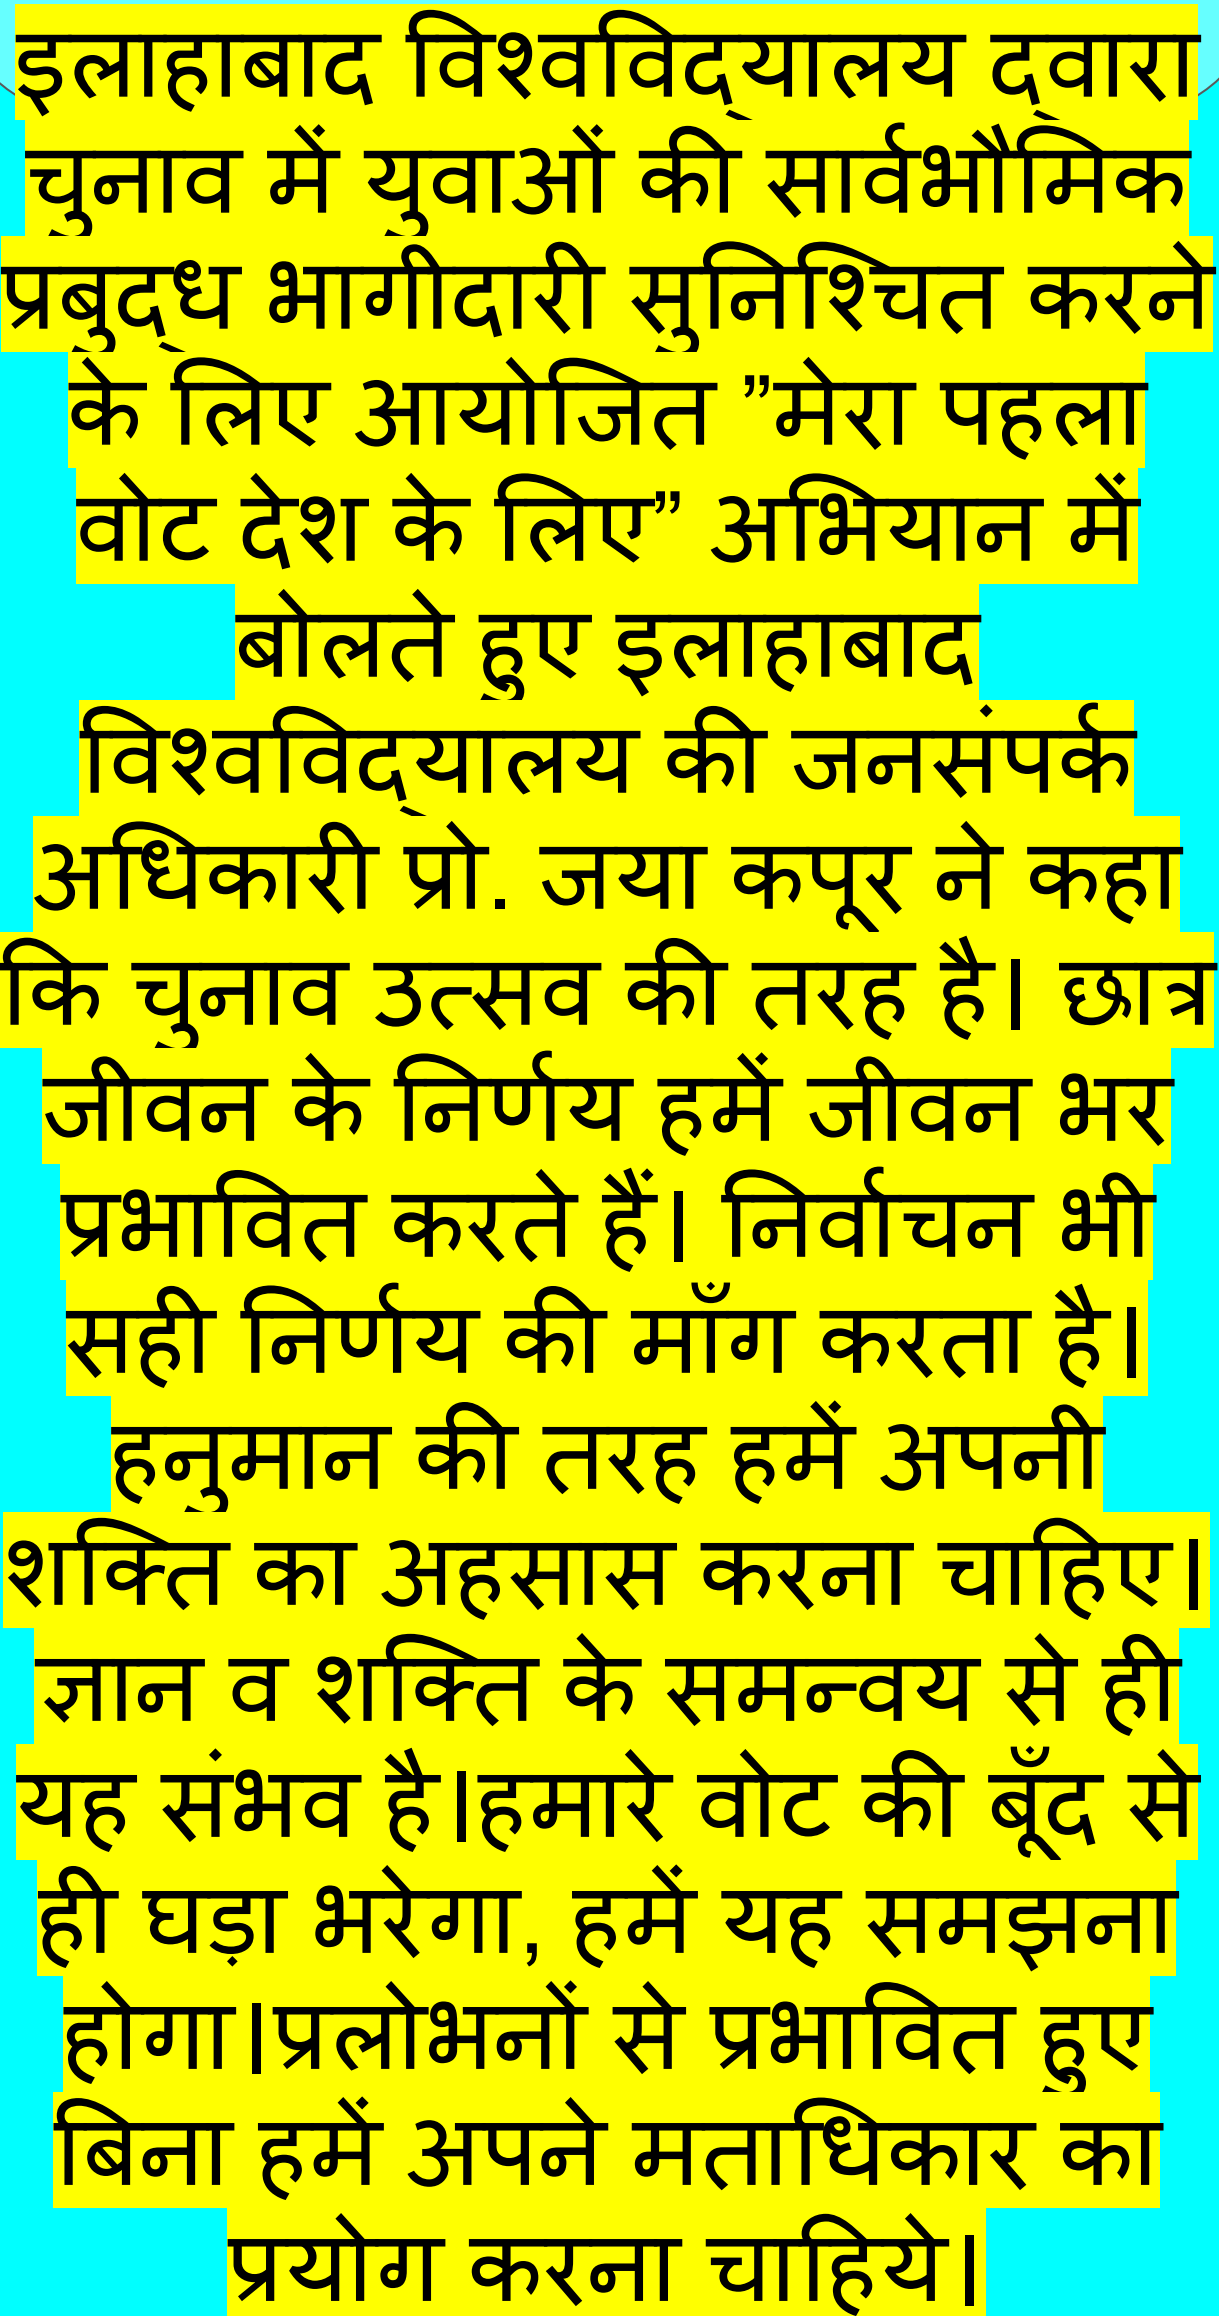 इलाहाबाद विश्वविद्यालय द्वारा
चुनाव में युवाओं की सार्वभौमिक
प्रबुद्ध भागीदारी सुनिश्चित करने
के लिए आयोजित ”मेरा पहला
वोट देश के लिए” अभियान में
बोलते हुए इलाहाबाद
विश्वविद्यालय की जनसंपर्क
अधिकारी प्रो. जया कपूर ने कहा
कि चुनाव उत्सव की तरह है। छात्र
जीवन के निर्णय हमें जीवन भर
प्रभावित करते हैं। निर्वाचन भी
सही निर्णय की माँग करता है।
हनुमान की तरह हमें अपनी
शक्ति का अहसास करना चाहिए।
ज्ञान व शक्ति के समन्वय से ही
यह संभव है।हमारे वोट की बूँद से
ही घड़ा भरेगा, हमें यह समझना
होगा।प्रलोभनों से प्रभावित हुए
बिना हमें अपने मताधिकार का
प्रयोग करना चाहिये।